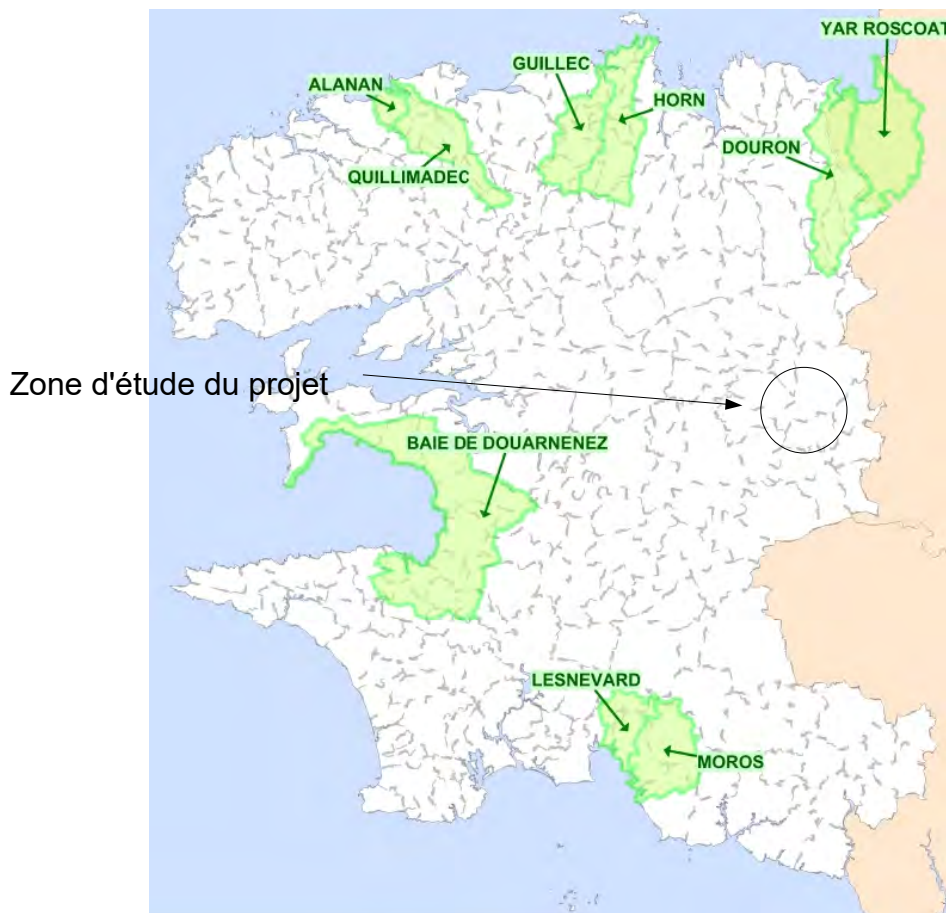 YAR ROSCOAT
GUILLEC
ALANAN
HORN
DOURON
QUILLIMADEC
Zone d'étude du projet
BAIE DE DOUARNENEZ
LESNEVARD
MOROS